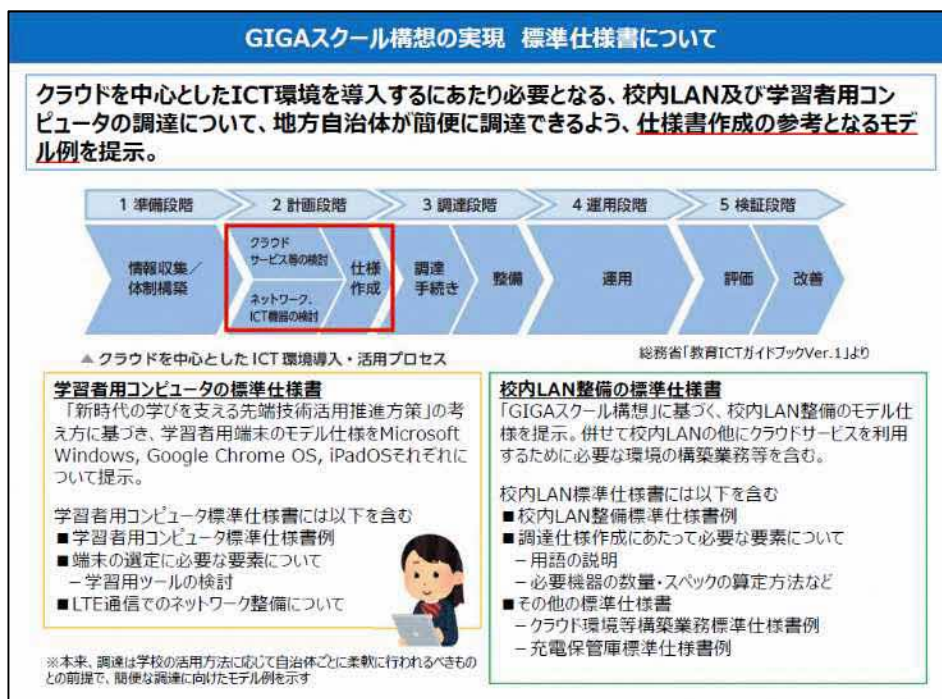 GIGAスクール構想の実現 標準仕様書について
クラウドを中心としたICT環境を導入するにあたり必要となる、校内LAN及び学習者用コン
ピュータの調達について、地方自治体が簡便に調達できるよう、仕様書作成の参考となるモデ
ル例を提示。
1 準備段階
2 計画段階
3 調達段階
4 運用段階
5 検証段階
情報収集／
体制構築
クラウド
サービス等の検討
ネットワーク、
ICT機器の検討
仕様
作成
調達
手続き
整備
運用
評価
改善
▲ クラウドを中心としたICT環境導入・活用プロセス
総務省「教育ICTガイドブックVer.1」より
学習者用コンピュータの標準仕様書
「新時代の学びを支える先端技術活用推進方策」の考
え方に基づき、学習者用端末のモデル仕様をMicrosoft
Windows, Google Chrome OS, iPadOSそれぞれに
ついて提示。
学習者用コンピュータ標準仕様書には以下を含む
■学習者用コンピュータ標準仕様書例
■端末の選定に必要な要素について
－学習用ツールの検討
■LTE通信でのネットワーク整備について
※本来、調達は学校の活用方法に応じて自治体ごとに柔軟に行われるべきもの
との前提で、簡便な調達に向けたモデル例を示す
校内LAN整備の標準仕様書
「GIGAスクール構想」に基づく、校内LAN整備のモデル仕
様を提示。併せて校内LANの他にクラウドサービスを利用
するために必要な環境の構築業務等を含む。
校内LAN標準仕様書には以下を含む
■校内LAN整備標準仕様書例
■調達仕様作成にあたって必要な要素について
－用語の説明
－必要機器の数量・スペックの算定方法など
■その他の標準仕様書
－クラウド環境等構築業務標準仕様書例
－充電保管庫標準仕様書例